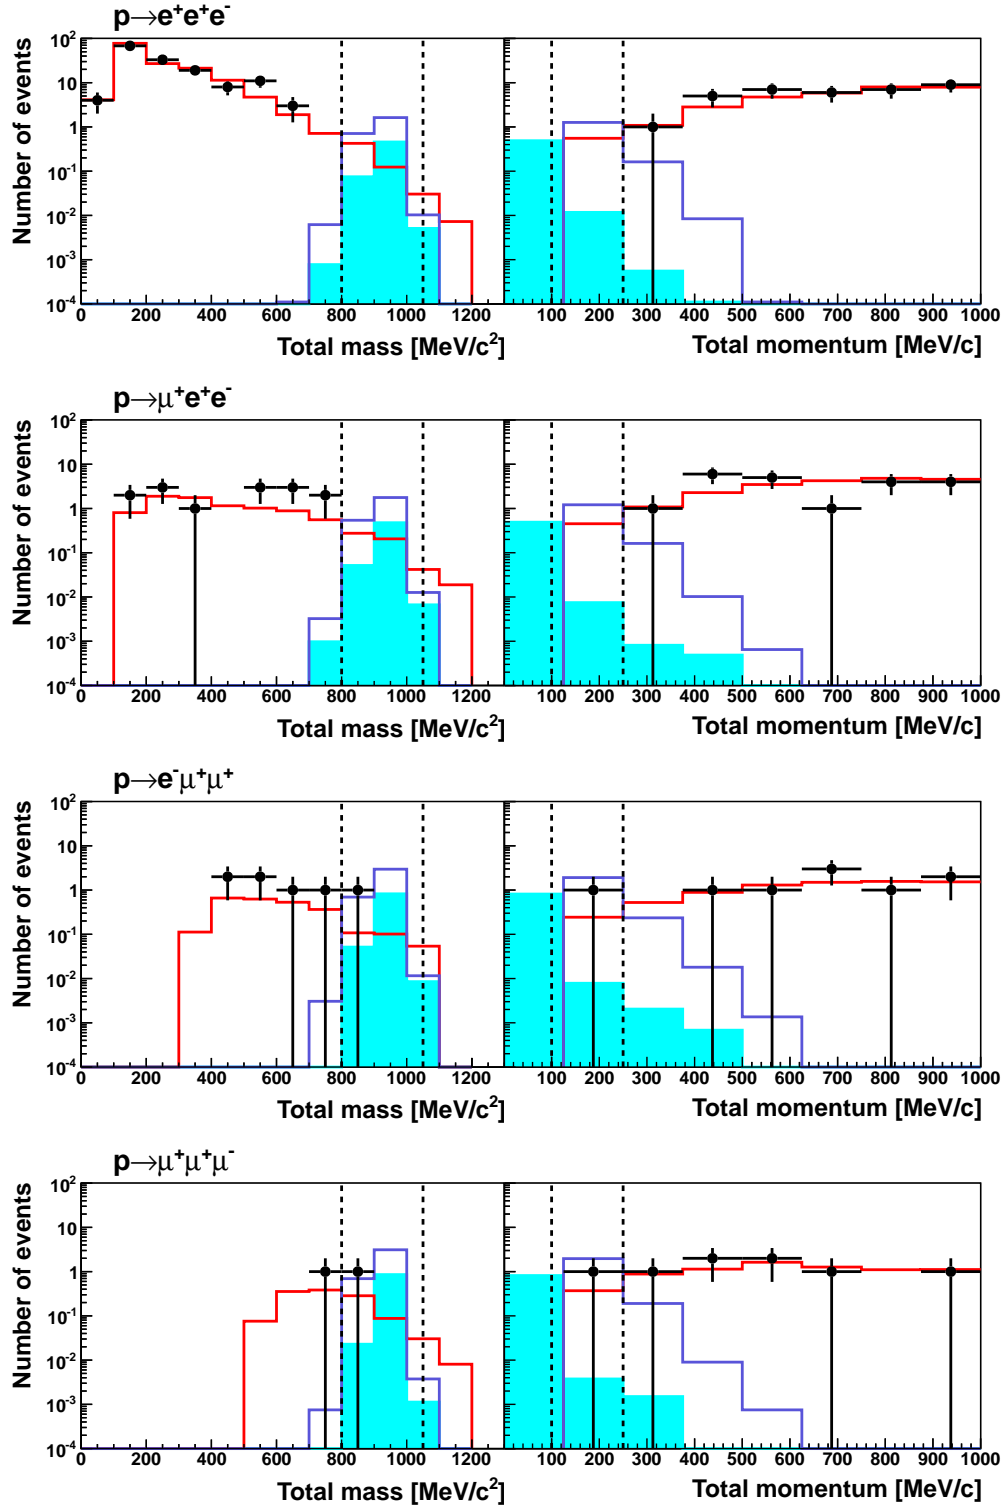 p→e⁺e⁺e⁻
Number of events
10² 10 1 10⁻¹ 10⁻² 10⁻³ 10⁻⁴
0 200 400 600 800 1000 1200
100 200 300 400 500 600 700 800 900 1000
Total mass [MeV/c²]
Total momentum [MeV/c]
p→μ⁺e⁺e⁻
Number of events
10² 10 1 10⁻¹ 10⁻² 10⁻³ 10⁻⁴
0 200 400 600 800 1000 1200
100 200 300 400 500 600 700 800 900 1000
Total mass [MeV/c²]
Total momentum [MeV/c]
p→e⁻μ⁺μ⁺
Number of events
10² 10 1 10⁻¹ 10⁻² 10⁻³ 10⁻⁴
0 200 400 600 800 1000 1200
100 200 300 400 500 600 700 800 900 1000
Total mass [MeV/c²]
Total momentum [MeV/c]
p→μ⁺μ⁺μ⁻
Number of events
10² 10 1 10⁻¹ 10⁻² 10⁻³ 10⁻⁴
0 200 400 600 800 1000 1200
100 200 300 400 500 600 700 800 900 1000
Total mass [MeV/c²]
Total momentum [MeV/c]